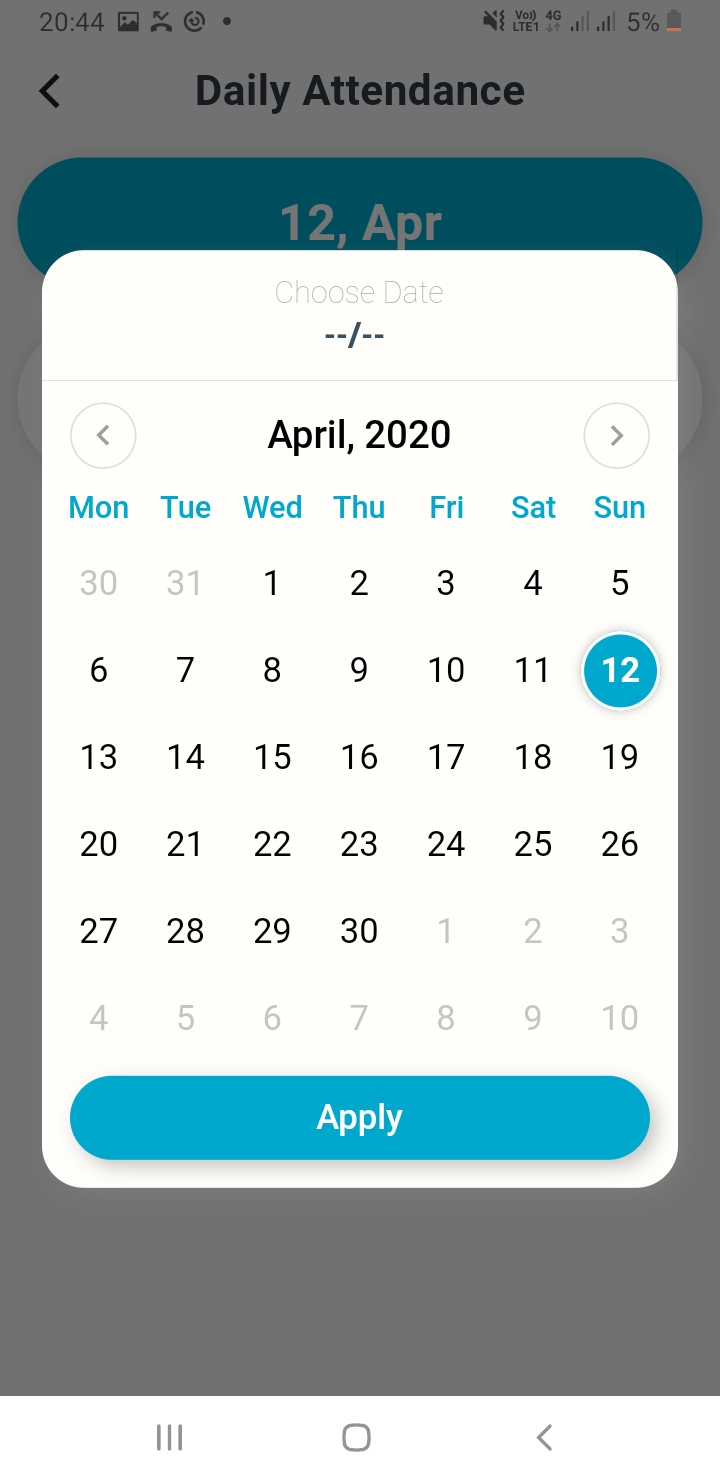 20:44 Vo)) LTE1 4G 5%
Daily Attendance
12, Apr
Choose Date
--/--
April, 2020
Mon Tue Wed Thu Fri Sat Sun
30 31 1 2 3 4 5
6 7 8 9 10 11 12
13 14 15 16 17 18 19
20 21 22 23 24 25 26
27 28 29 30 1 2 3
4 5 6 7 8 9 10
Apply